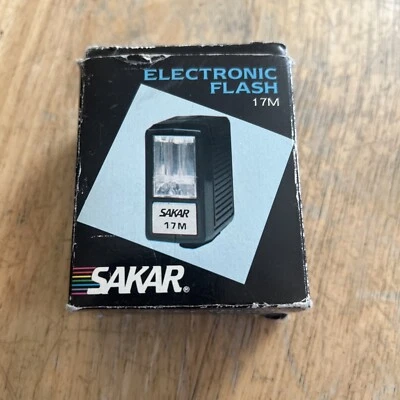 ELECTRONIC
FLASH
17M
SAKAR
17M
SAKAR®